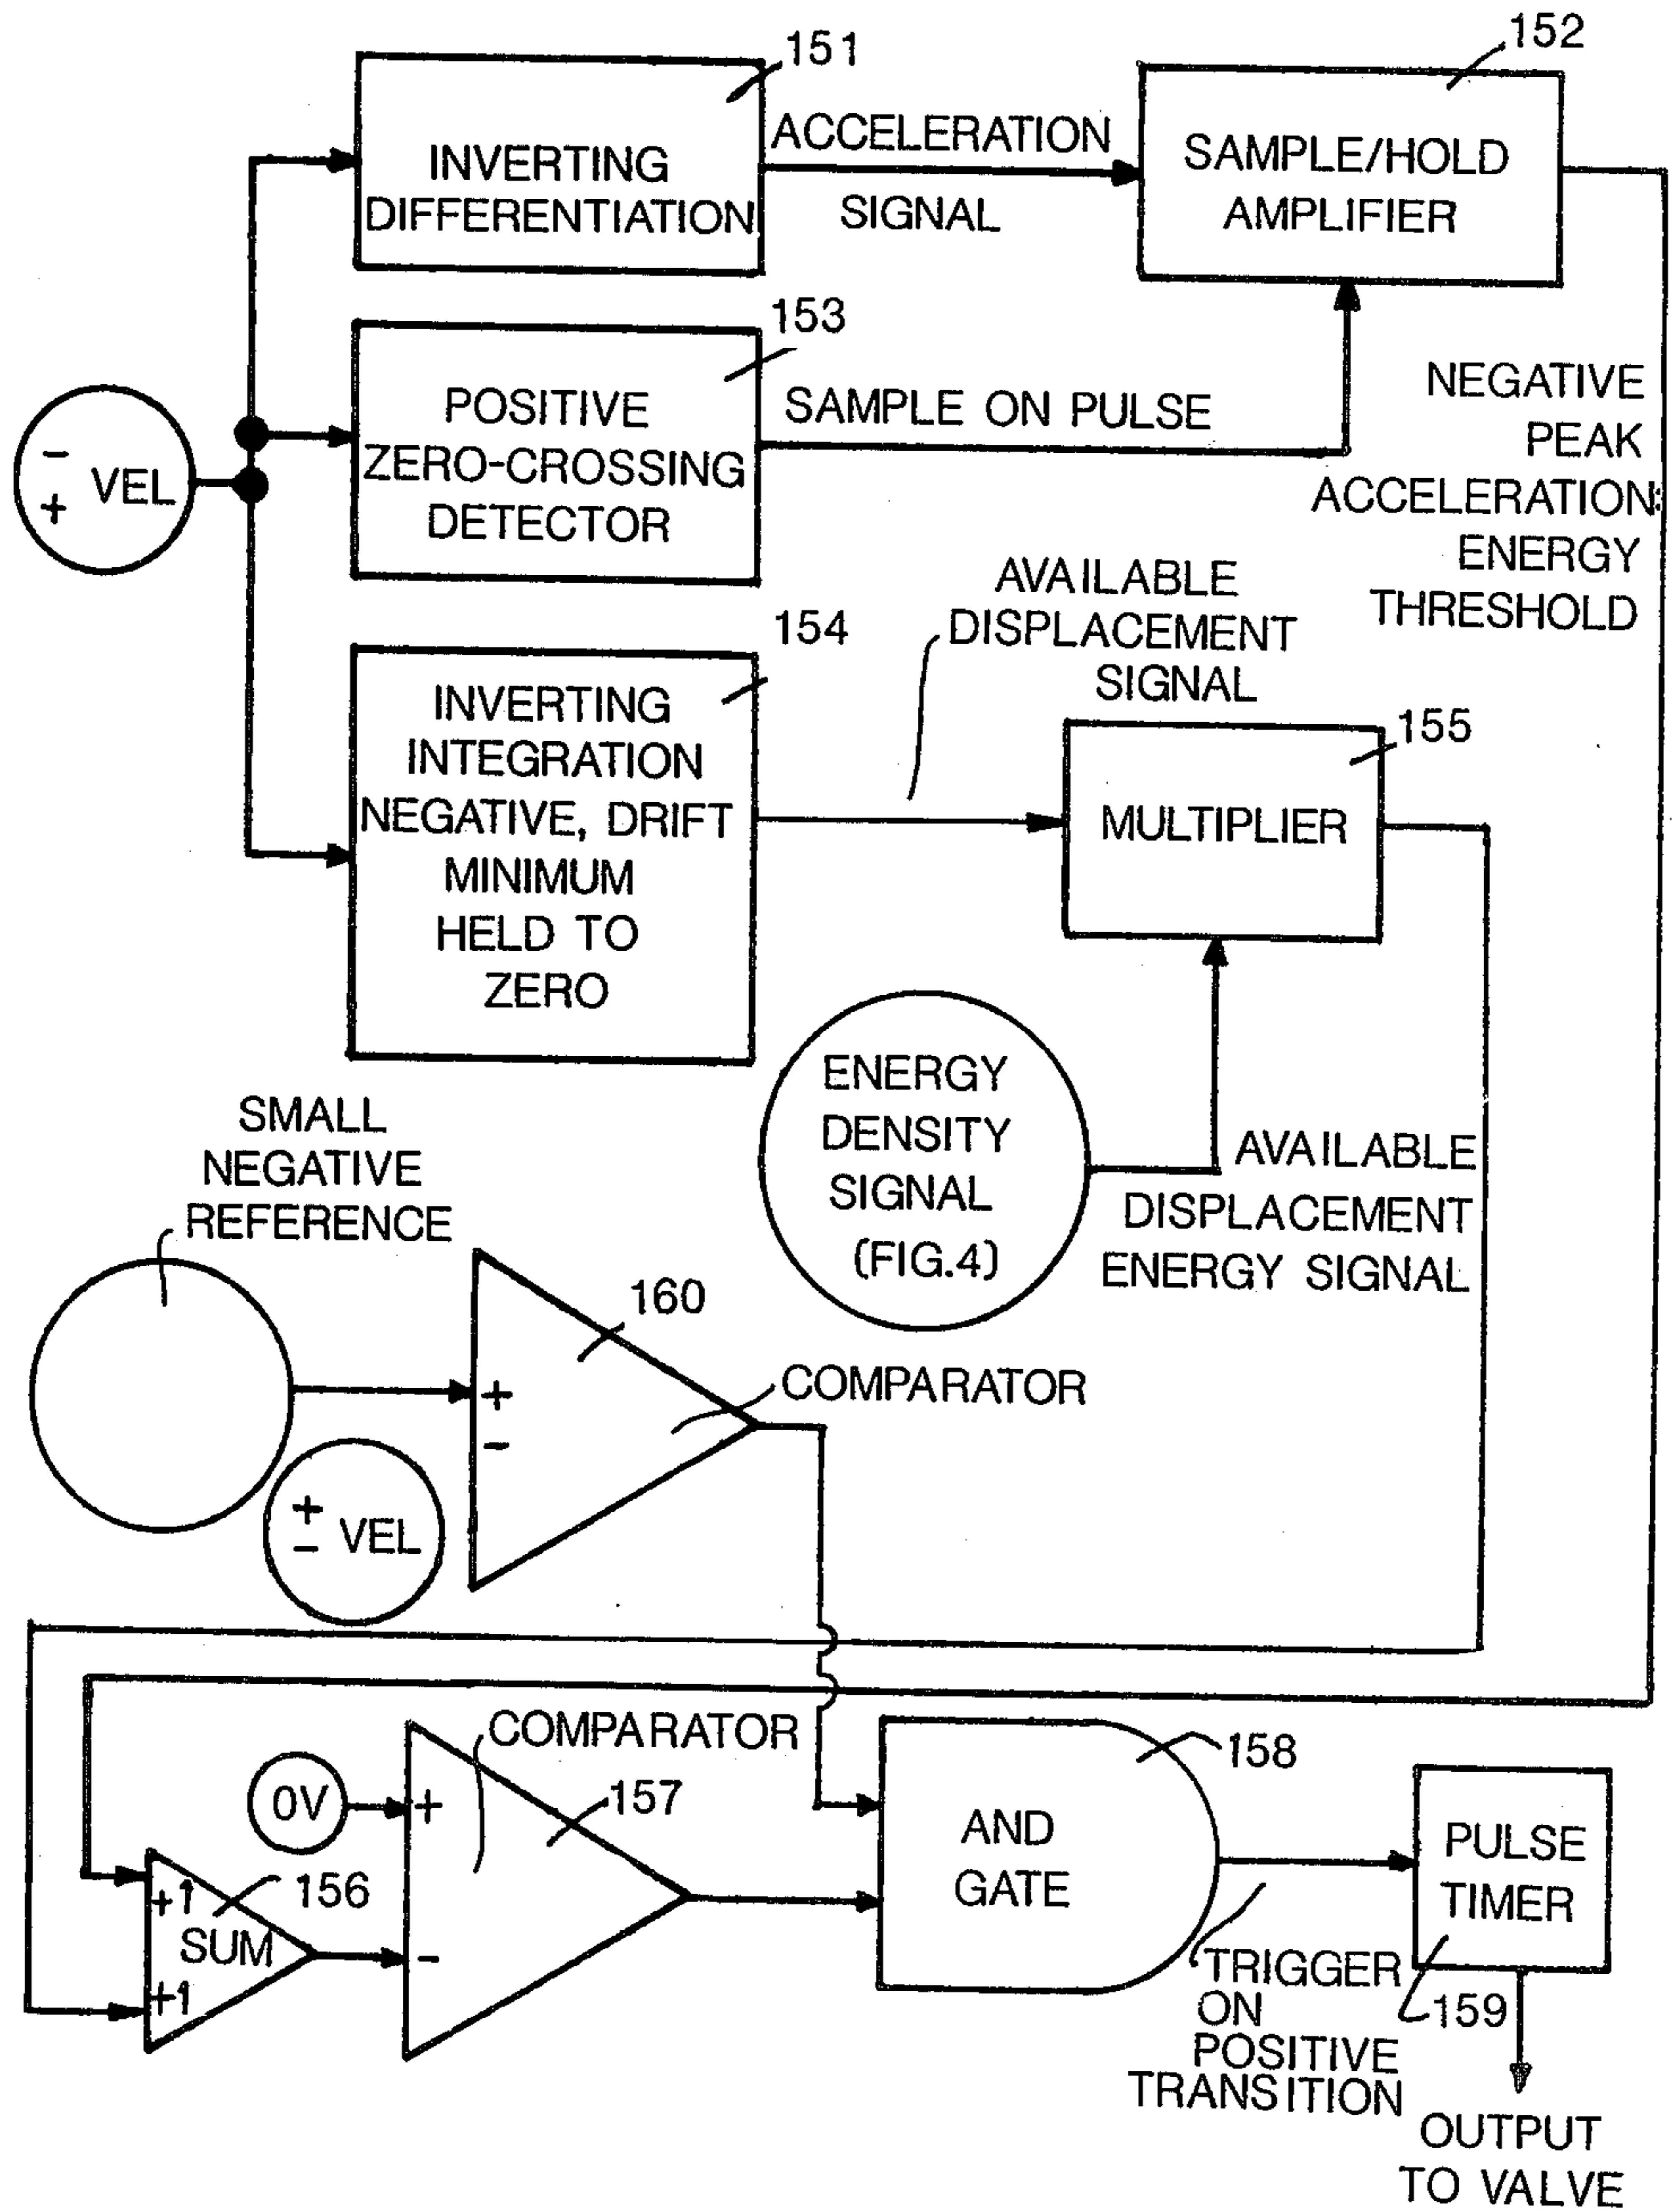 151
152
INVERTING
DIFFERENTIATION
ACCELERATION
SIGNAL
SAMPLE/HOLD
AMPLIFIER
153
POSITIVE
ZERO-CROSSING
DETECTOR
SAMPLE ON PULSE
NEGATIVE
PEAK
ACCELERATION
ENERGY
THRESHOLD
-
+ VEL
154
INVERTING
INTEGRATION
NEGATIVE, DRIFT
MINIMUM
HELD TO
ZERO
AVAILABLE
DISPLACEMENT
SIGNAL
155
MULTIPLIER
ENERGY
DENSITY
SIGNAL
(FIG.4)
AVAILABLE
DISPLACEMENT
ENERGY SIGNAL
SMALL
NEGATIVE
REFERENCE
160
+
-
COMPARATOR
+
- VEL
COMPARATOR
0V
+
-
157
+1
156
SUM
+1
158
AND
GATE
PULSE
TIMER
159
TRIGGER
ON
POSITIVE
TRANSITION
OUTPUT
TO VALVE